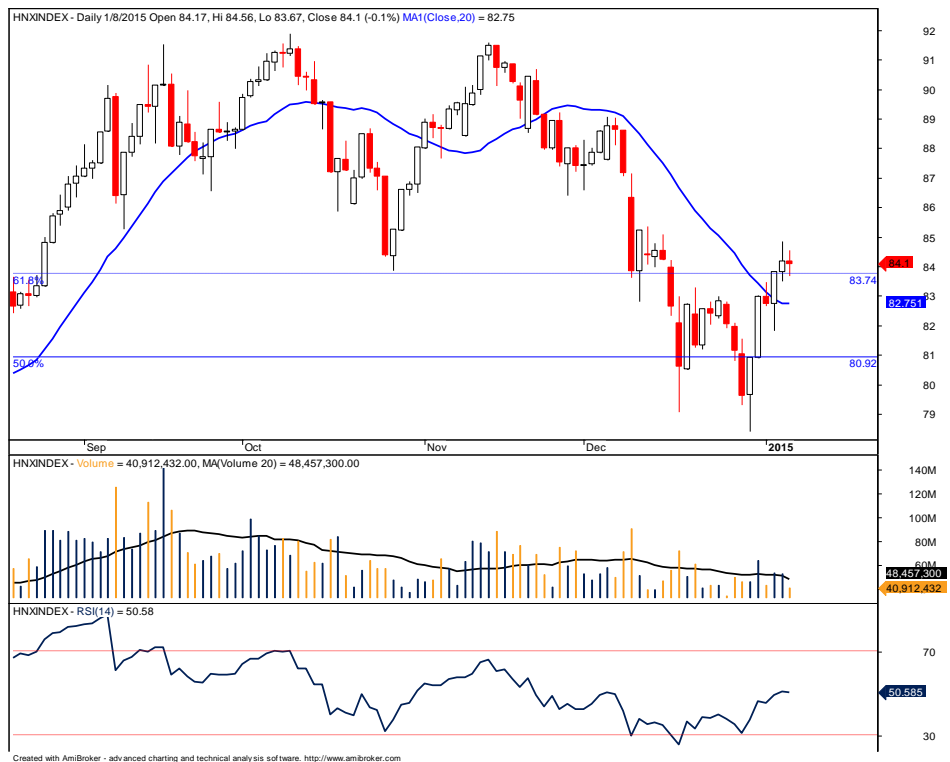 HNXINDEX - Daily 1/8/2015 Open 84.17, Hi 84.56, Lo 83.67, Close 84.1 (-0.1%) MA1(Close,20) = 82.75
92
91
90
89
88
87
86
85
84.1
84
61.8%
83.74
83
82.751
82
81
50.0%
80.92
80
79
Sep
Oct
Nov
Dec
2015
HNXINDEX - Volume = 40,912,432.00, MA(Volume 20) = 48,457,300.00
140M
120M
100M
80M
60M
48,457,300
40,912,432
HNXINDEX - RSI(14) = 50.58
70
50.585
30
Created with AmiBroker - advanced charting and technical analysis software. http://www.amibroker.com